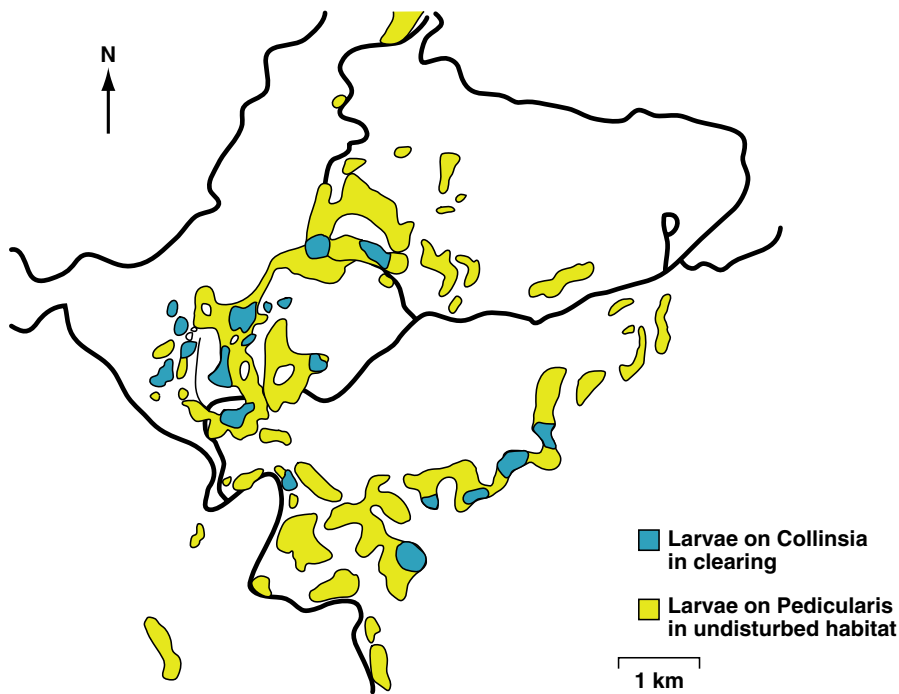 N
Larvae on Collinsia
in clearing
Larvae on Pedicularis
in undisturbed habitat
1 km